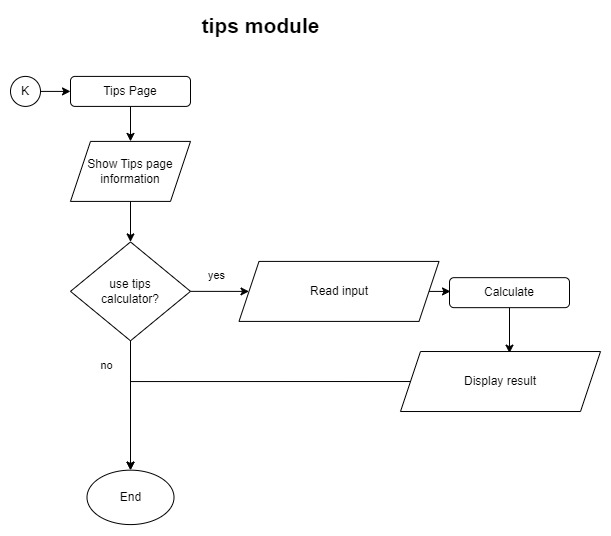 tips module
K
Tips Page
Show Tips page
information
use tips
calculator?
yes
Read input
Calculate
no
Display result
End